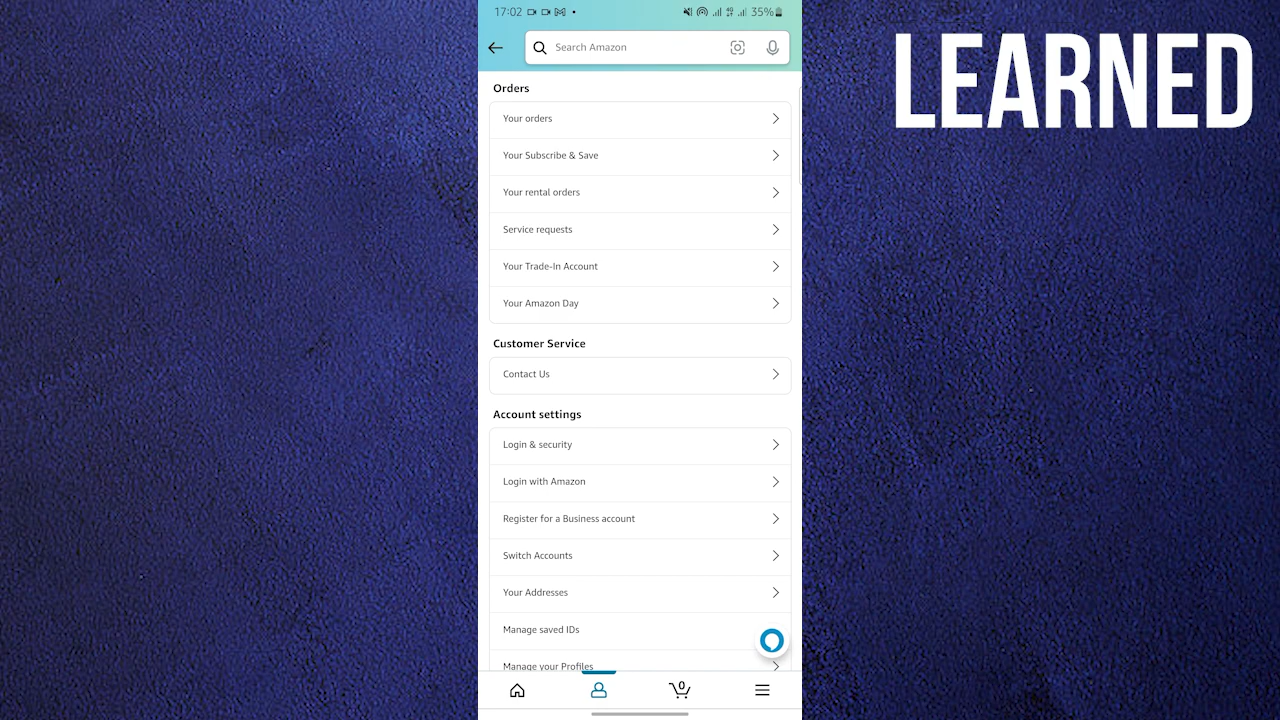 17:02
35%
LEARNED
Search Amazon
Orders
Your orders
Your Subscribe & Save
Your rental orders
Service requests
Your Trade-In Account
Your Amazon Day
Customer Service
Contact Us
Account settings
Login & security
Login with Amazon
Register for a Business account
Switch Accounts
Your Addresses
Manage saved IDs
Manage your Profiles
0